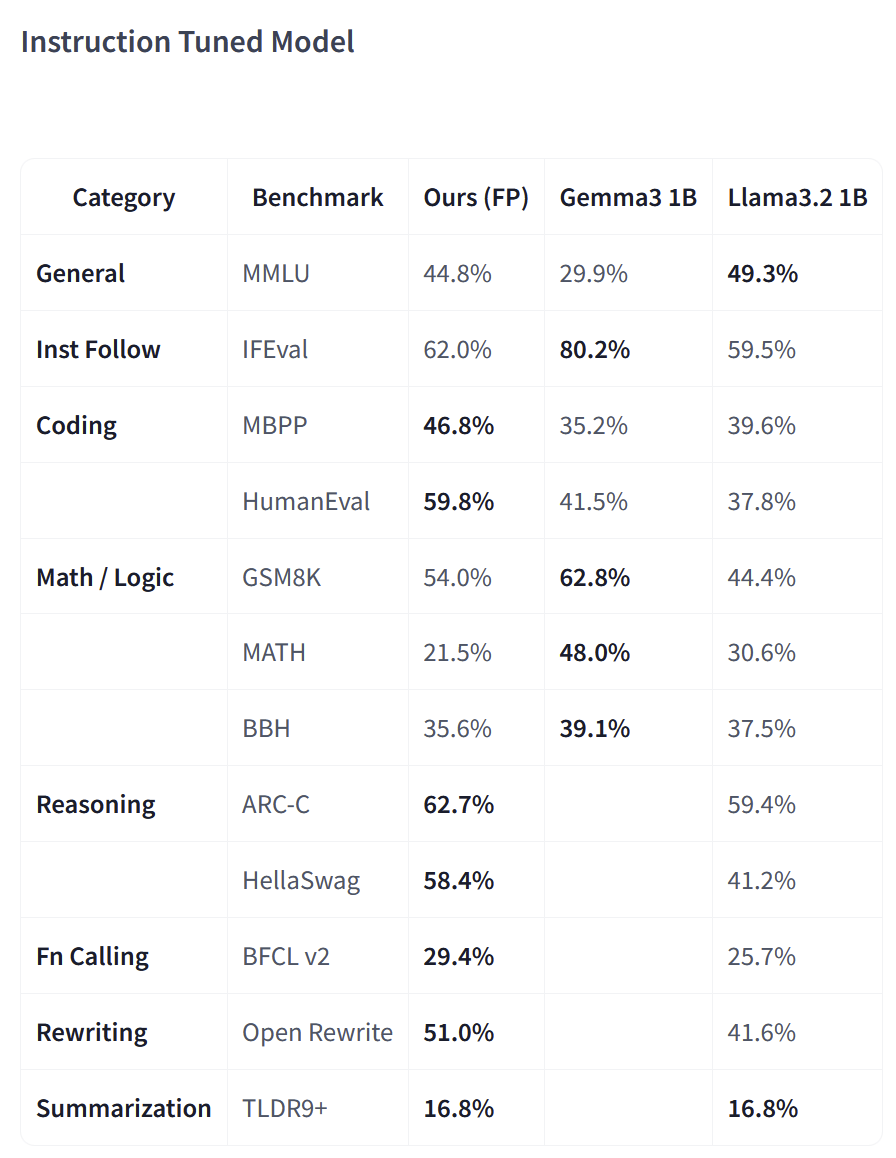 Instruction Tuned Model
Category Benchmark Ours (FP) Gemma3 1B Llama3.2 1B
General MMLU 44.8% 29.9% 49.3%
Inst Follow IFEval 62.0% 80.2% 59.5%
Coding MBPP 46.8% 35.2% 39.6%
HumanEval 59.8% 41.5% 37.8%
Math / Logic GSM8K 54.0% 62.8% 44.4%
MATH 21.5% 48.0% 30.6%
BBH 35.6% 39.1% 37.5%
Reasoning ARC-C 62.7% 59.4%
HellaSwag 58.4% 41.2%
Fn Calling BFCL v2 29.4% 25.7%
Rewriting Open Rewrite 51.0% 41.6%
Summarization TLDR9+ 16.8% 16.8%